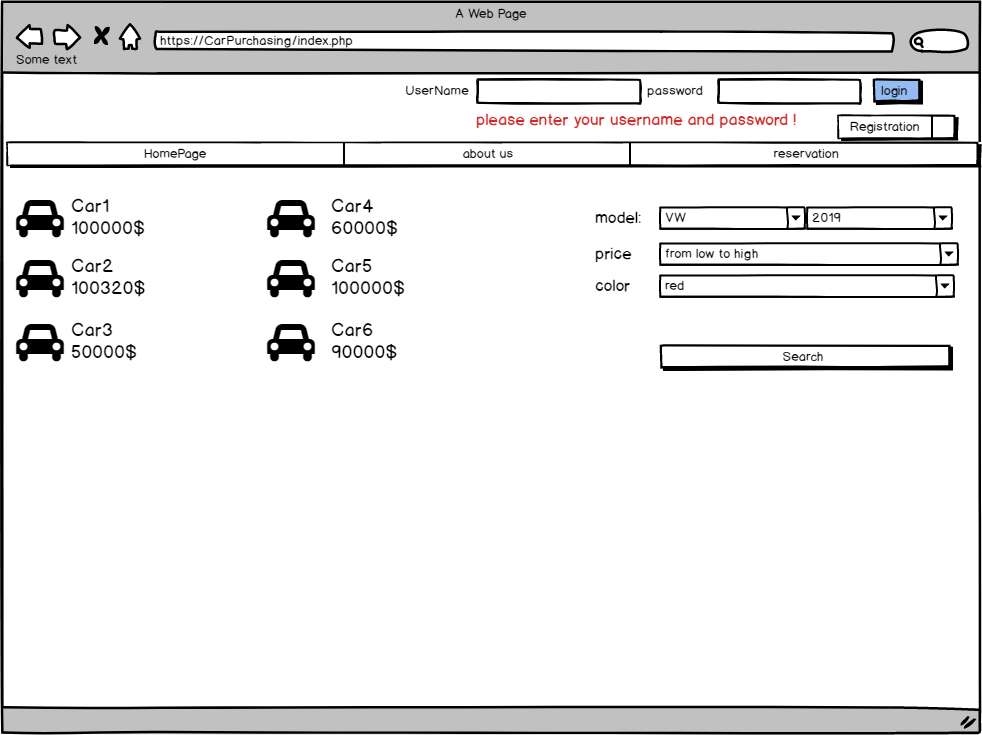 A Web Page
https://CarPurchasing/index.php
Some text
UserName password login
please enter your username and password !
Registration
HomePage about us reservation
Car1
100000$
Car4
60000$
model: VW 2019
Car2
100320$
Car5
100000$
price from low to high
color red
Car3
50000$
Car6
90000$
Search